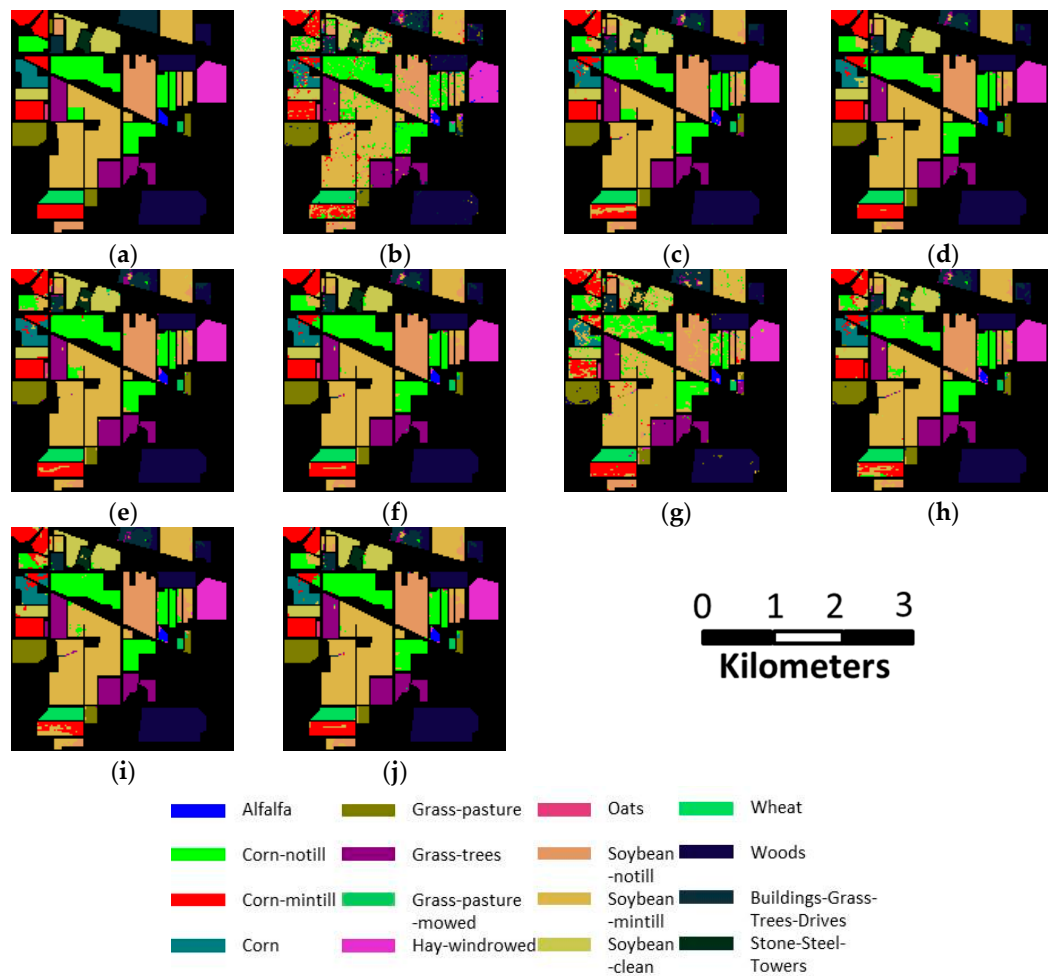 (a) (b) (c) (d)
(e) (f) (g) (h)
0 1 2 3
Kilometers
(i) (j)
Alfalfa Grass-pasture Oats Wheat
Corn-notill Grass-trees Soybean Woods
-notill
Corn-mintill Grass-pasture Soybean Buildings-Grass-
-mowed -mintill Trees-Drives
Corn Hay-windrowed Soybean Stone-Steel-
-clean Towers